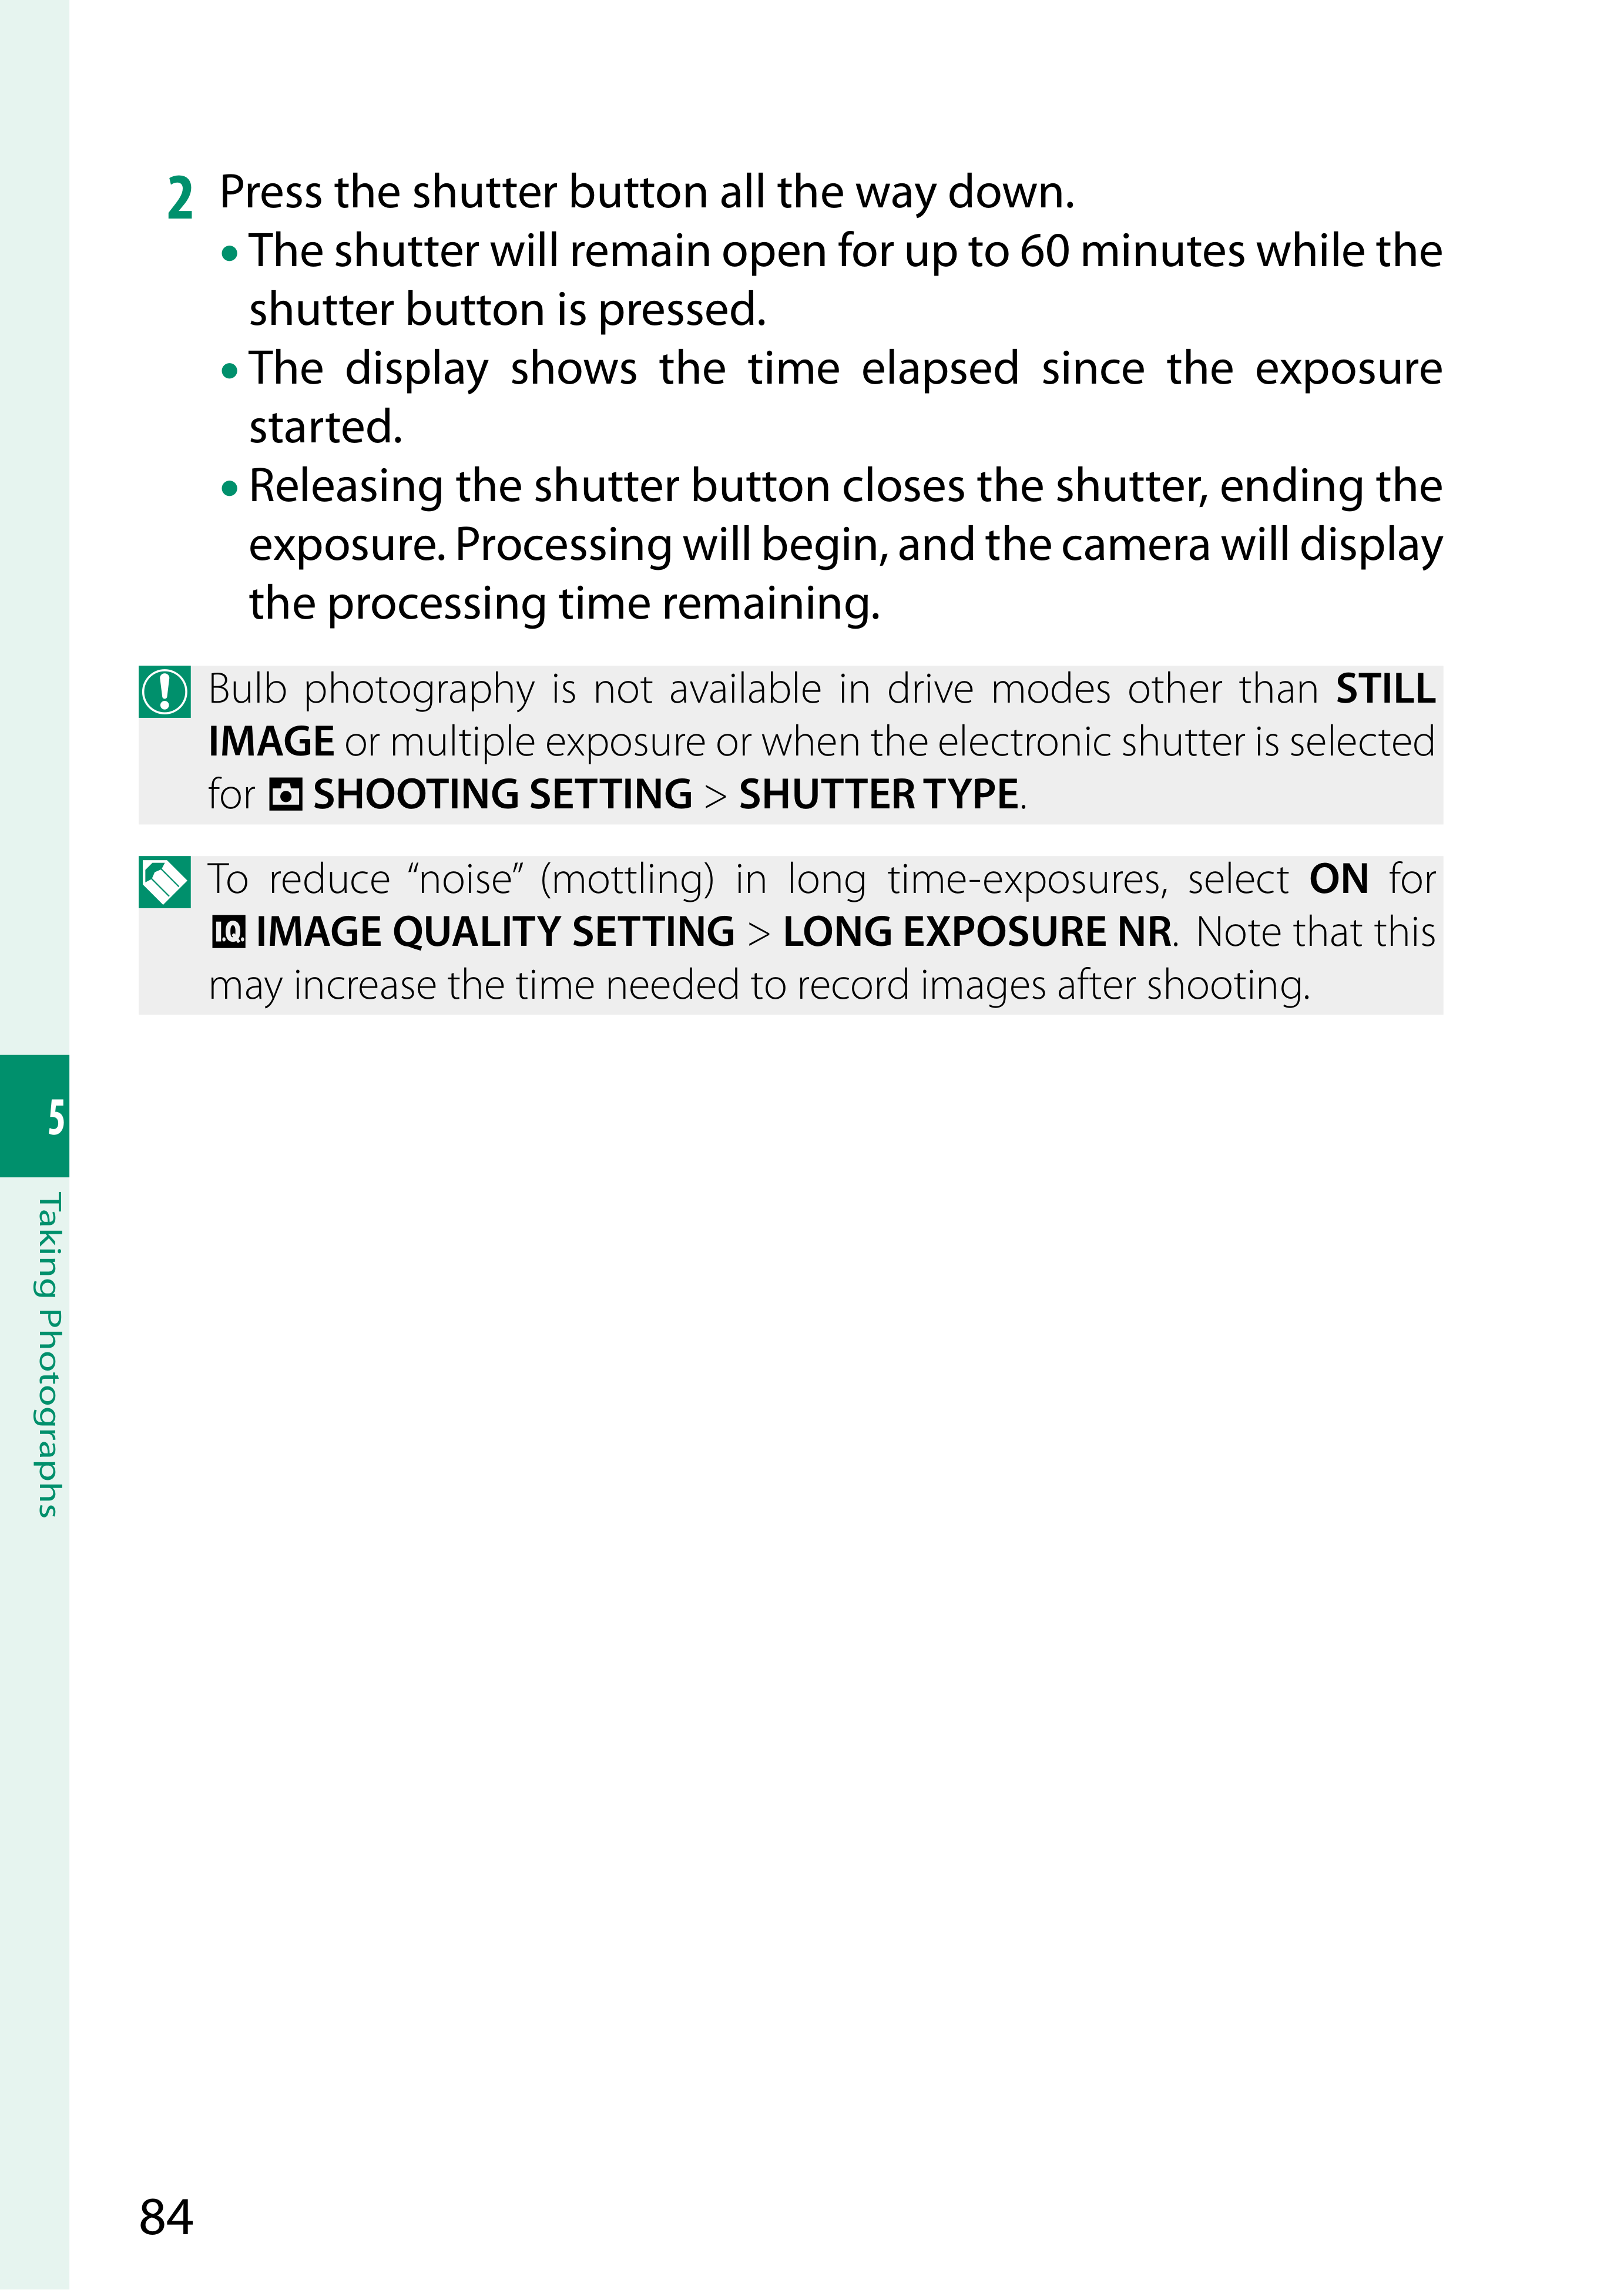 2 Press the shutter button all the way down.
• The shutter will remain open for up to 60 minutes while the
shutter button is pressed.
• The display shows the time elapsed since the exposure
started.
• Releasing the shutter button closes the shutter, ending the
exposure. Processing will begin, and the camera will display
the processing time remaining.
Bulb photography is not available in drive modes other than STILL
IMAGE or multiple exposure or when the electronic shutter is selected
for SHOOTING SETTING > SHUTTER TYPE.
To reduce “noise” (mottling) in long time-exposures, select ON for
I.Q. IMAGE QUALITY SETTING > LONG EXPOSURE NR. Note that this
may increase the time needed to record images after shooting.
5
Taking Photographs
84